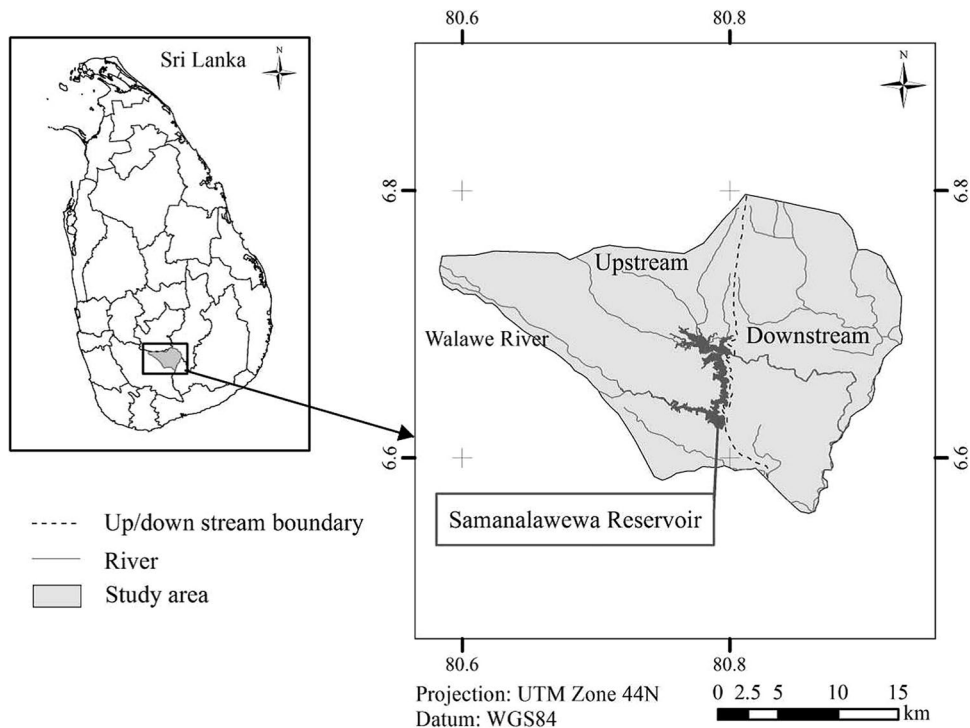 Sri Lanka
N
80.6
80.8
N
6.8
6.8
Upstream
Downstream
Walawe River
6.6
6.6
Samanalawewa Reservoir
Up/down stream boundary
River
Study area
80.6
80.8
Projection: UTM Zone 44N
Datum: WGS84
0 2.5 5 10 15
km